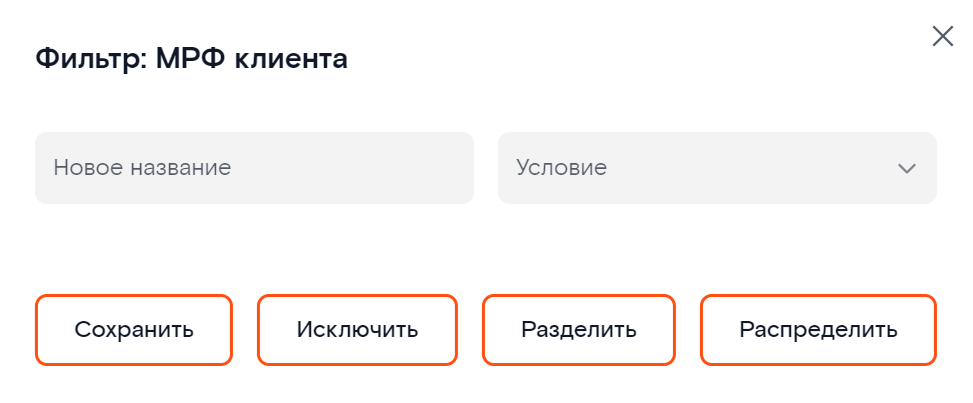 Фильтр: МРФ клиента
Новое название
Условие
Сохранить
Исключить
Разделить
Распределить